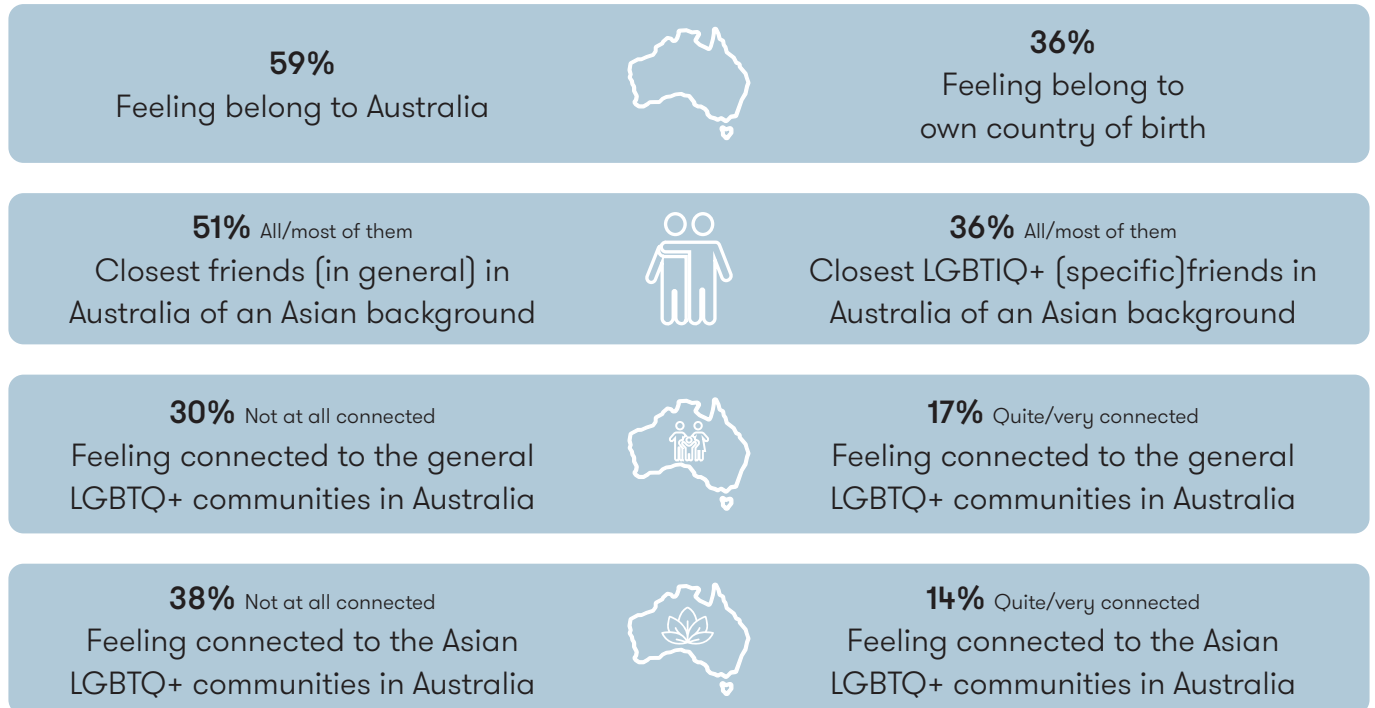 59%
Feeling belong to Australia
36%
Feeling belong to
own country of birth
51% All/most of them
Closest friends (in general) in
Australia of an Asian background
36% All/most of them
Closest LGBTIQ+ (specific)friends in
Australia of an Asian background
30% Not at all connected
Feeling connected to the general
LGBTQ+ communities in Australia
17% Quite/very connected
Feeling connected to the general
LGBTQ+ communities in Australia
38% Not at all connected
Feeling connected to the Asian
LGBTQ+ communities in Australia
14% Quite/very connected
Feeling connected to the Asian
LGBTQ+ communities in Australia